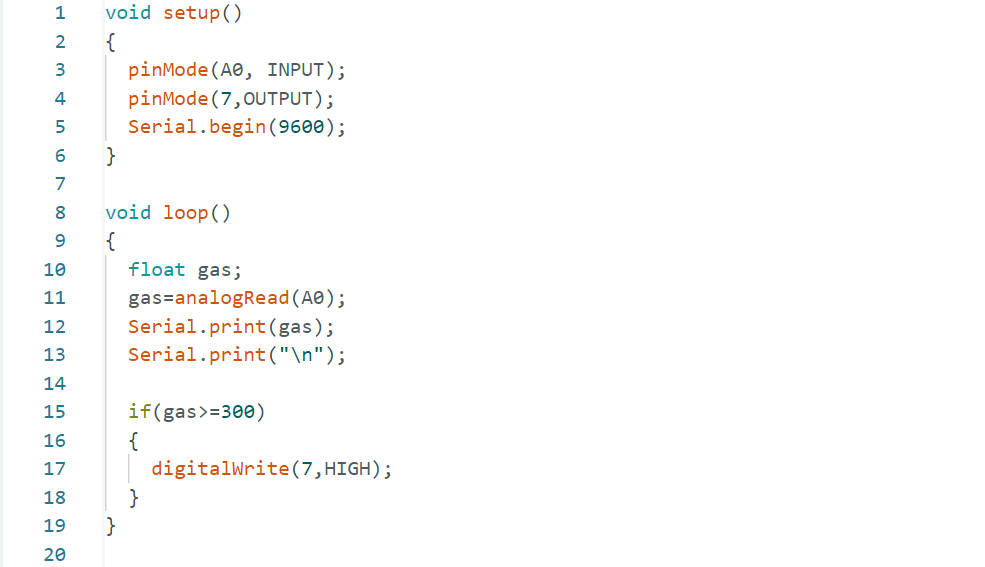 1 void setup()
2 {
3   pinMode(A0, INPUT);
4   pinMode(7,OUTPUT);
5   Serial.begin(9600);
6 }
7
8 void loop()
9 {
10   float gas;
11   gas=analogRead(A0);
12   Serial.print(gas);
13   Serial.print("\n");
14
15   if(gas>=300)
16   {
17     digitalWrite(7,HIGH);
18   }
19 }
20